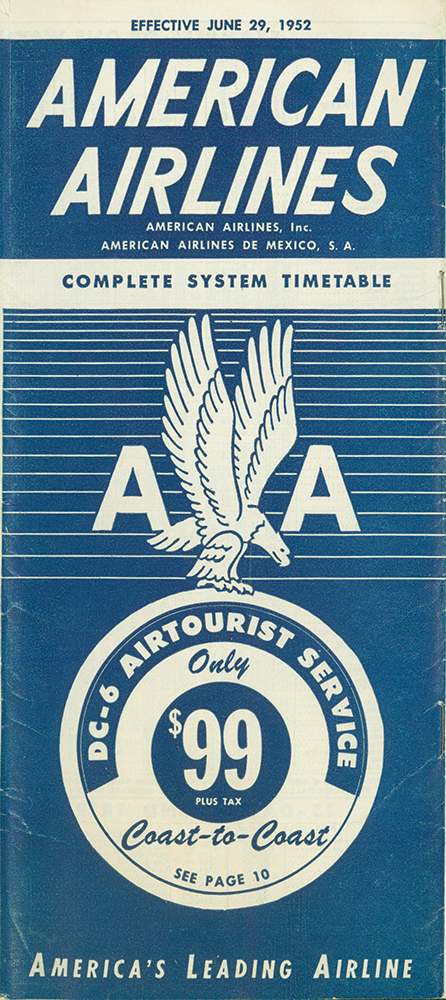 EFFECTIVE JUNE 29, 1952
AMERICAN
AIRLINES
AMERICAN AIRLINES, Inc.
AMERICAN AIRLINES DE MEXICO, S. A.
COMPLETE SYSTEM TIMETABLE
A A
DC-6 AIRTOURIST SERVICE
Only
$99
PLUS TAX
Coast-to-Coast
SEE PAGE 10
AMERICA'S LEADING AIRLINE